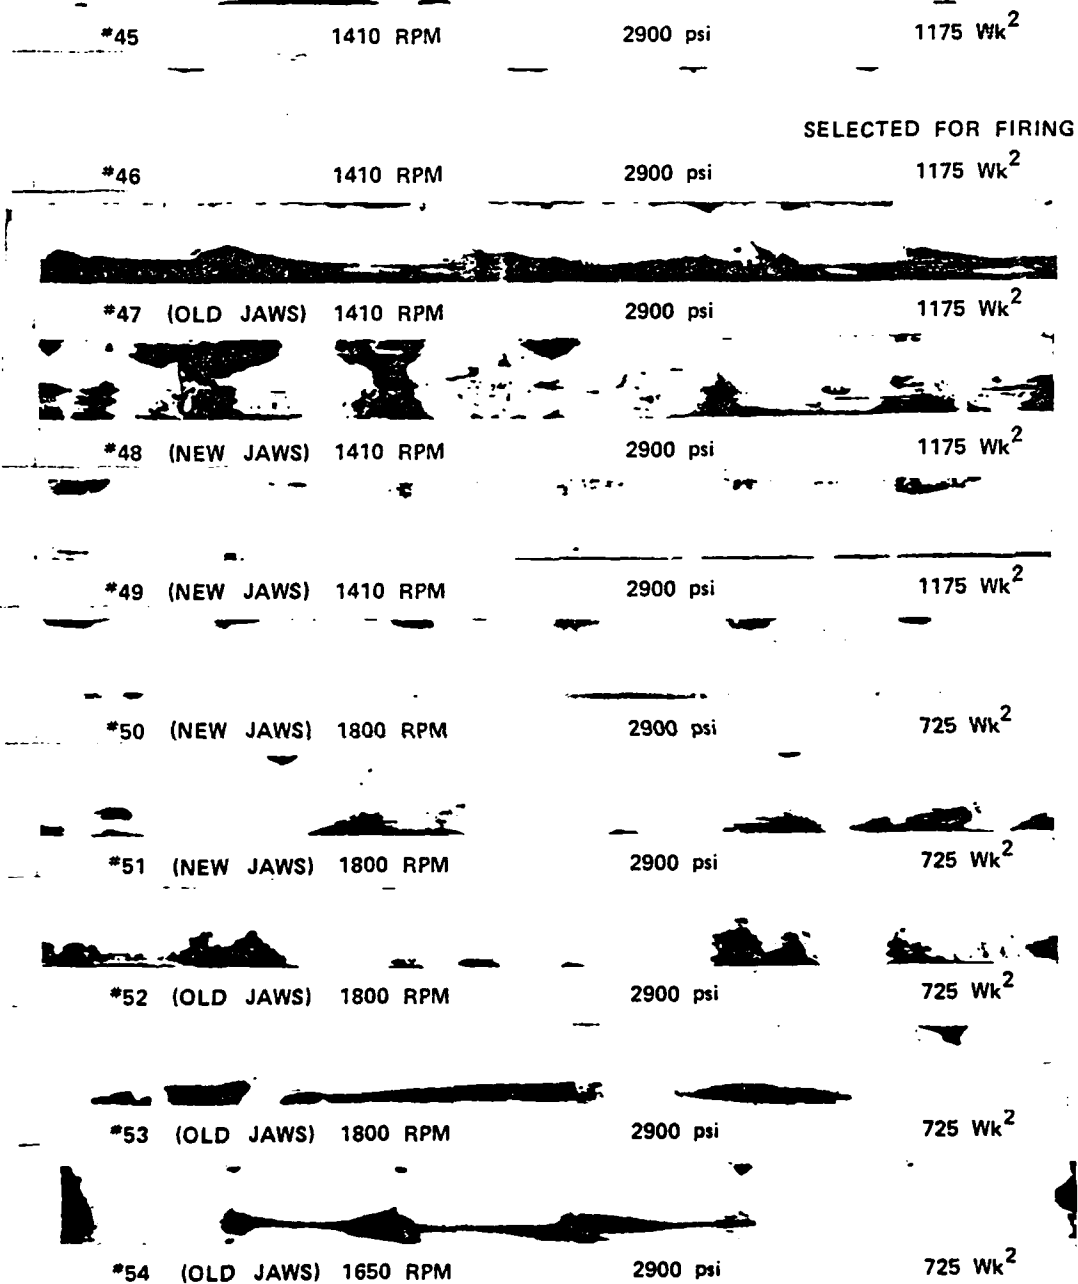 #45 1410 RPM 2900 psi 1175 Wk²
SELECTED FOR FIRING
#46 1410 RPM 2900 psi 1175 Wk²
#47 (OLD JAWS) 1410 RPM 2900 psi 1175 Wk²
#48 (NEW JAWS) 1410 RPM 2900 psi 1175 Wk²
#49 (NEW JAWS) 1410 RPM 2900 psi 1175 Wk²
#50 (NEW JAWS) 1800 RPM 2900 psi 725 Wk²
#51 (NEW JAWS) 1800 RPM 2900 psi 725 Wk²
#52 (OLD JAWS) 1800 RPM 2900 psi 725 Wk²
#53 (OLD JAWS) 1800 RPM 2900 psi 725 Wk²
#54 (OLD JAWS) 1650 RPM 2900 psi 725 Wk²